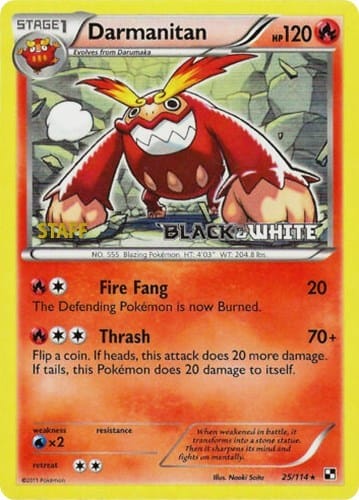 STAGE1
Darmanitan
HP120
Evolves from Darumaka
STAFF
BLACK & WHITE
NO. 555 Blazing Pokémon HT: 4'03" WT: 204.8 lbs.
Fire Fang 20
The Defending Pokémon is now Burned.
Thrash 70+
Flip a coin. If heads, this attack does 20 more damage.
If tails, this Pokémon does 20 damage to itself.
weakness resistance
×2
retreat
When weakened in battle, it
transforms into a stone statue.
Then it sharpens its mind and
fights on mentally.
©2011 Pokémon
Illus. Naoki Saito
25/114★